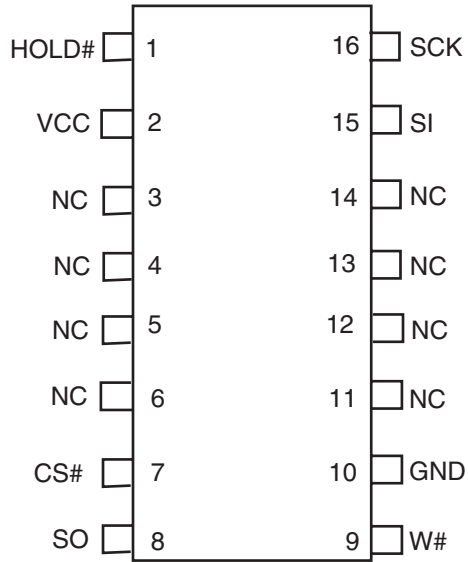 HOLD# 1 16 SCK
VCC 2 15 SI
NC 3 14 NC
NC 4 13 NC
NC 5 12 NC
NC 6 11 NC
CS# 7 10 GND
SO 8 9 W#